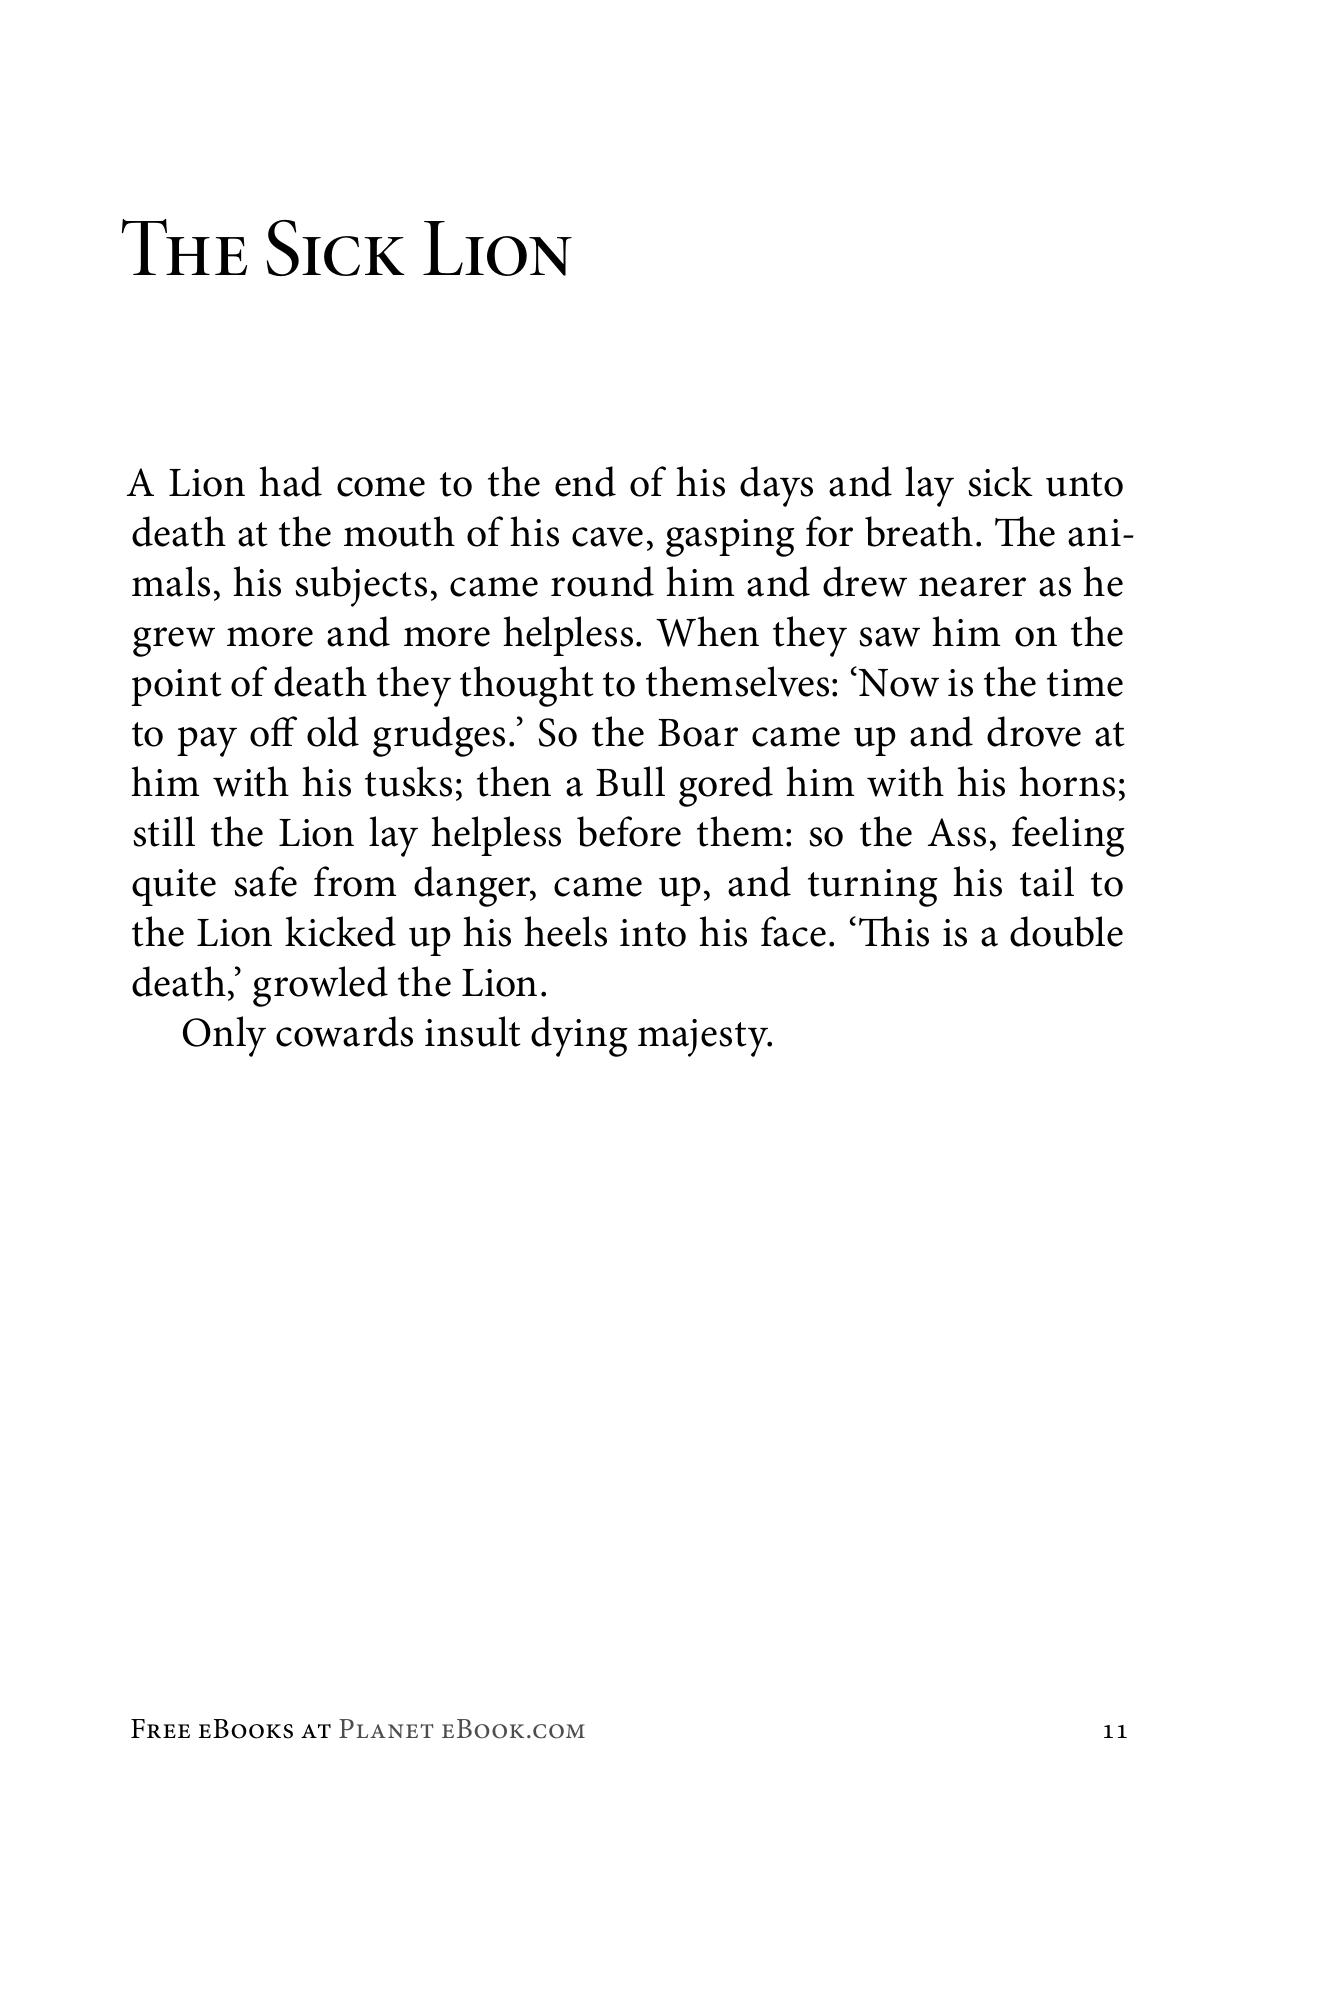 The Sick Lion
A Lion had come to the end of his days and lay sick unto
death at the mouth of his cave, gasping for breath. The ani-
mals, his subjects, came round him and drew nearer as he
grew more and more helpless. When they saw him on the
point of death they thought to themselves: ‘Now is the time
to pay off old grudges.’ So the Boar came up and drove at
him with his tusks; then a Bull gored him with his horns;
still the Lion lay helpless before them: so the Ass, feeling
quite safe from danger, came up, and turning his tail to
the Lion kicked up his heels into his face. ‘This is a double
death,’ growled the Lion.
Only cowards insult dying majesty.
Free eBooks at Planet eBook.com 11